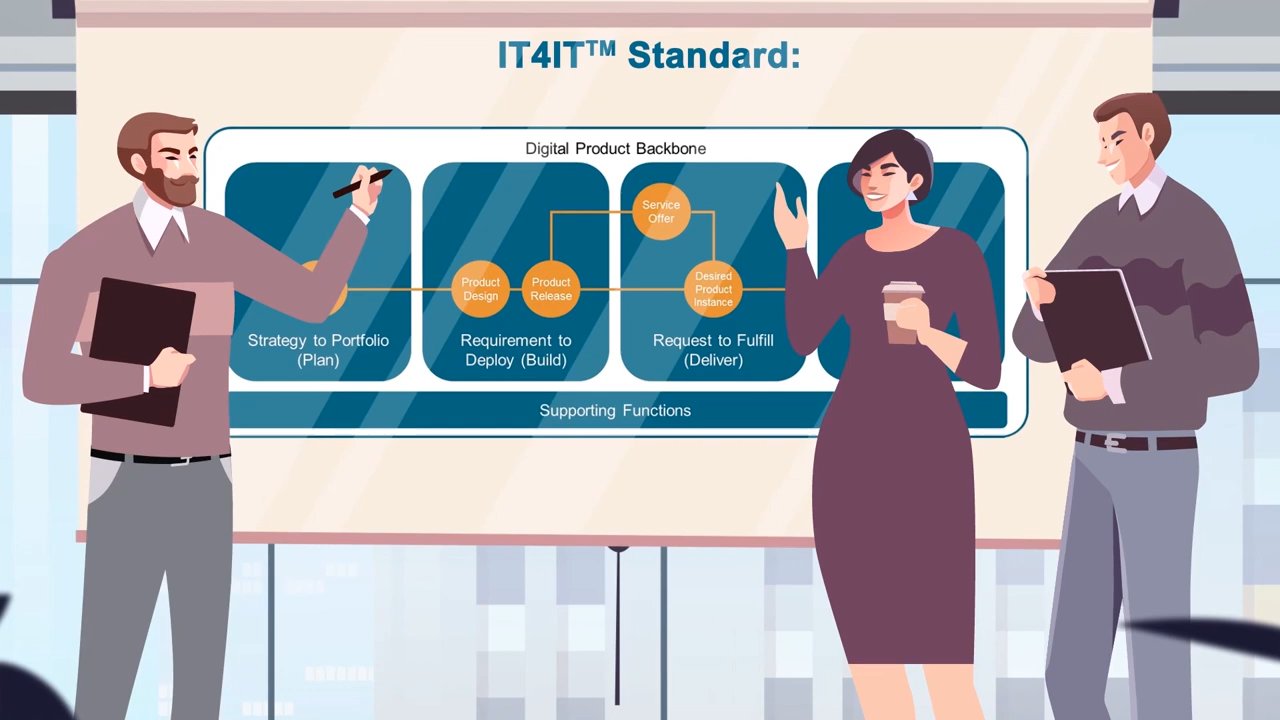 IT4IT™ Standard:
Digital Product Backbone
Service
Offer
Product
Design
Product
Release
Desired
Product
Instance
Strategy to Portfolio
(Plan)
Requirement to
Deploy (Build)
Request to Fulfill
(Deliver)
Supporting Functions